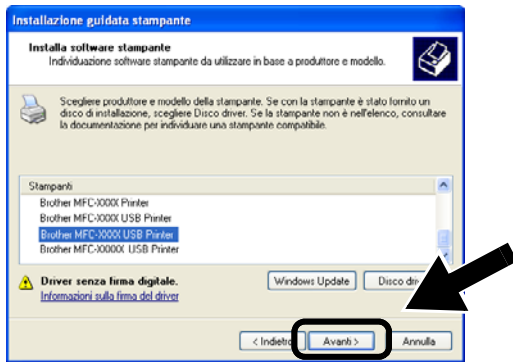 Installazione guidata stampante
Installa software stampante
Individuazione software stampante da utilizzare in base a produttore e modello.
Scegliere produttore e modello della stampante. Se con la stampante è stato fornito un
disco di installazione, scegliere Disco driver. Se la stampante non è nell'elenco, consultare
la documentazione per individuare una stampante compatibile.
Stampanti
Brother MFC-XXXX Printer
Brother MFC-XXXX USB Printer
Brother MFC-XXXX USB Printer
Brother MFC-XXXXX USB Printer
Driver senza firma digitale.
Informazioni sulla firma del driver
Windows Update
Disco
< Indietro
Avanti >
Annulla